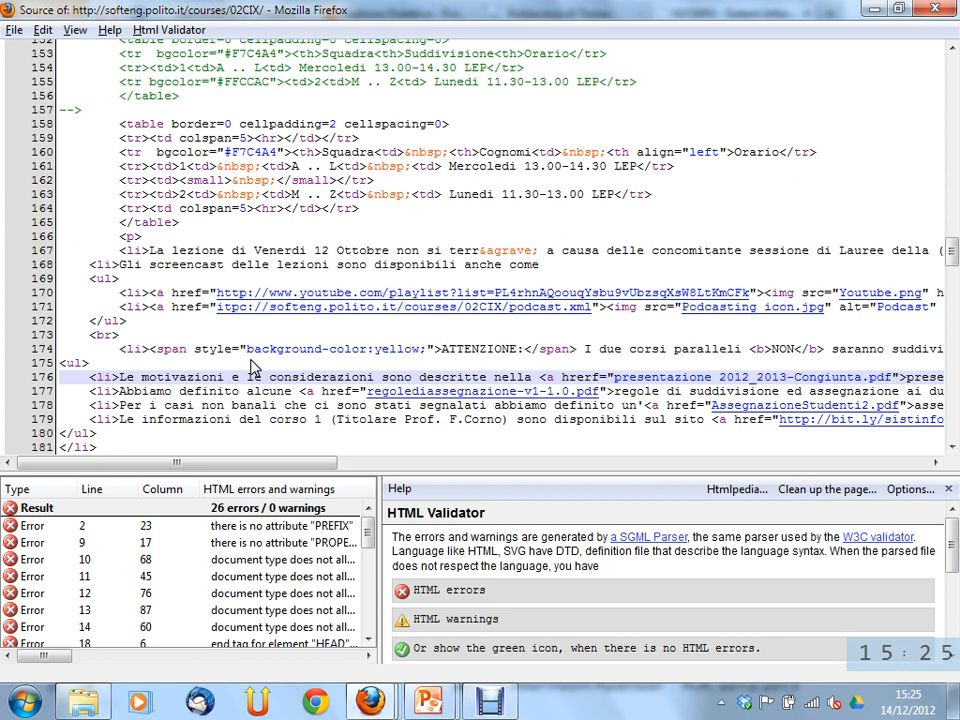 Source of: http://softeng.polito.it/courses/02CIX/ - Mozilla Firefox
File Edit View Help Html Validator
152 <table border=0 cellpadding=0 cellspacing=0>
153 <tr  bgcolor="#F7C4A4"><th>Squadra<th>Suddivisione<th>Orario</tr>
154 <tr><td>1<td>A .. L<td> Mercoledi 13.00-14.30 LEP</tr>
155 <tr bgcolor="#FFCCAC"><td>2<td>M .. Z<td> Lunedi 11.30-13.00 LEP</tr>
156 </table>
157 -->
158 <table border=0 cellpadding=2 cellspacing=0>
159 <tr><td colspan=5><hr></td></tr>
160 <tr  bgcolor="#F7C4A4"><th>Squadra<td>&nbsp;<th>Cognomi<td>&nbsp;<th align="left">Orario</tr>
161 <tr><td>1<td>&nbsp;<td>A .. L<td>&nbsp;<td> Mercoledi 13.00-14.30 LEP</tr>
162 <tr><td><small>&nbsp;</small></tr>
163 <tr><td>2<td>&nbsp;<td>M .. Z<td>&nbsp;<td> Lunedi 11.30-13.00 LEP</tr>
164 <tr><td colspan=5><hr></td></tr>
165 </table>
166 <p>
167 <li>La lezione di Venerdi 12 Ottobre non si terr&agrave; a causa delle concomitante sessione di Lauree della (
168 <li>Gli screencast delle lezioni sono disponibili anche come
169 <ul>
170 <li><a href="http://www.youtube.com/playlist?list=PL4rhnAQoouqYsbu9vUbzsqXsW8LtKmCFk"><img src="Youtube.png" h
171 <li><a href="itpc://softeng.polito.it/courses/02CIX/podcast.xml"><img src="Podcasting_icon.jpg" alt="Podcast"
172 </ul>
173 <br>
174 <li><span style="background-color:yellow;">ATTENZIONE:</span> I due corsi paralleli <b>NON</b> saranno suddivi
175 <ul>
176 <li>Le motivazioni e le considerazioni sono descritte nella <a hrerf="presentazione 2012_2013-Congiunta.pdf">prese
177 <li>Abbiamo definito alcune <a href="regolediassegnazione-v1-1.0.pdf">regole di suddivisione ed assegnazione ai du
178 <li>Per i casi non banali che ci sono stati segnalati abbiamo definito un'<a href="AssegnazioneStudenti2.pdf">asse
179 <li>Le informazioni del corso 1 (Titolare Prof. F.Corno) sono disponibili sul sito <a href="http://bit.ly/sistinfo
180 </ul>
181 </li>
Type Line Column HTML errors and warnings
Result 26 errors / 0 warnings
Error 2 23 there is no attribute "PREFIX"
Error 9 17 there is no attribute "PROPE...
Error 10 68 document type does not all...
Error 11 45 document type does not all...
Error 12 76 document type does not all...
Error 13 87 document type does not all...
Error 14 60 document type does not all...
Error 18 6 end tag for element "HEAD"...
Help Htmlpedia... Clean up the page... Options...
HTML Validator
The errors and warnings are generated by a SGML Parser, the same parser used by the W3C validator.
Language like HTML, SVG have DTD, definition file that describe the language syntax. When the parsed file
does not respect the language, you have
HTML errors
HTML warnings
Or show the green icon, when there is no HTML errors.
15:25
15:25
14/12/2012